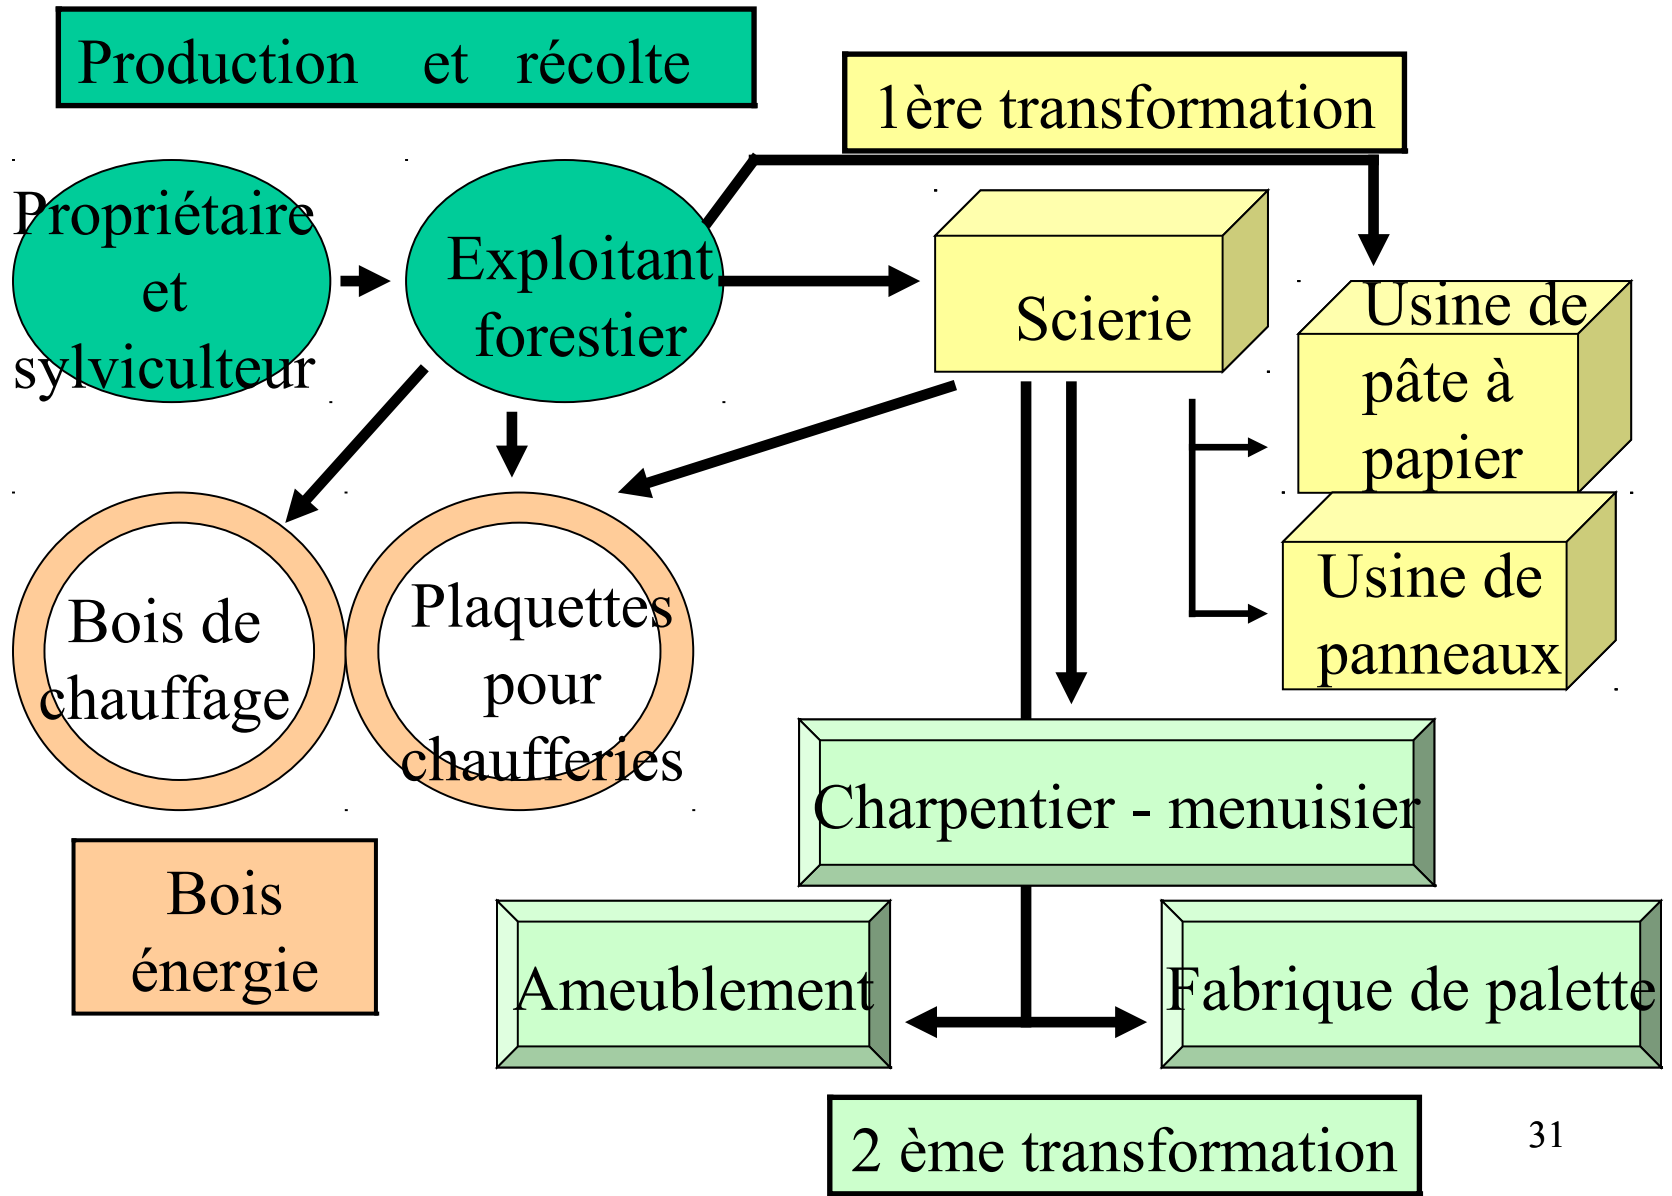 Production et récolte
1ère transformation
Propriétaire
et
sylviculteur
Exploitant
forestier
Scierie
Usine de
pâte à
papier
Usine de
panneaux
Bois de
chauffage
Plaquettes
pour
chaufferies
Charpentier - menuisier
Bois
énergie
Ameublement
Fabrique de palette
2 ème transformation
31